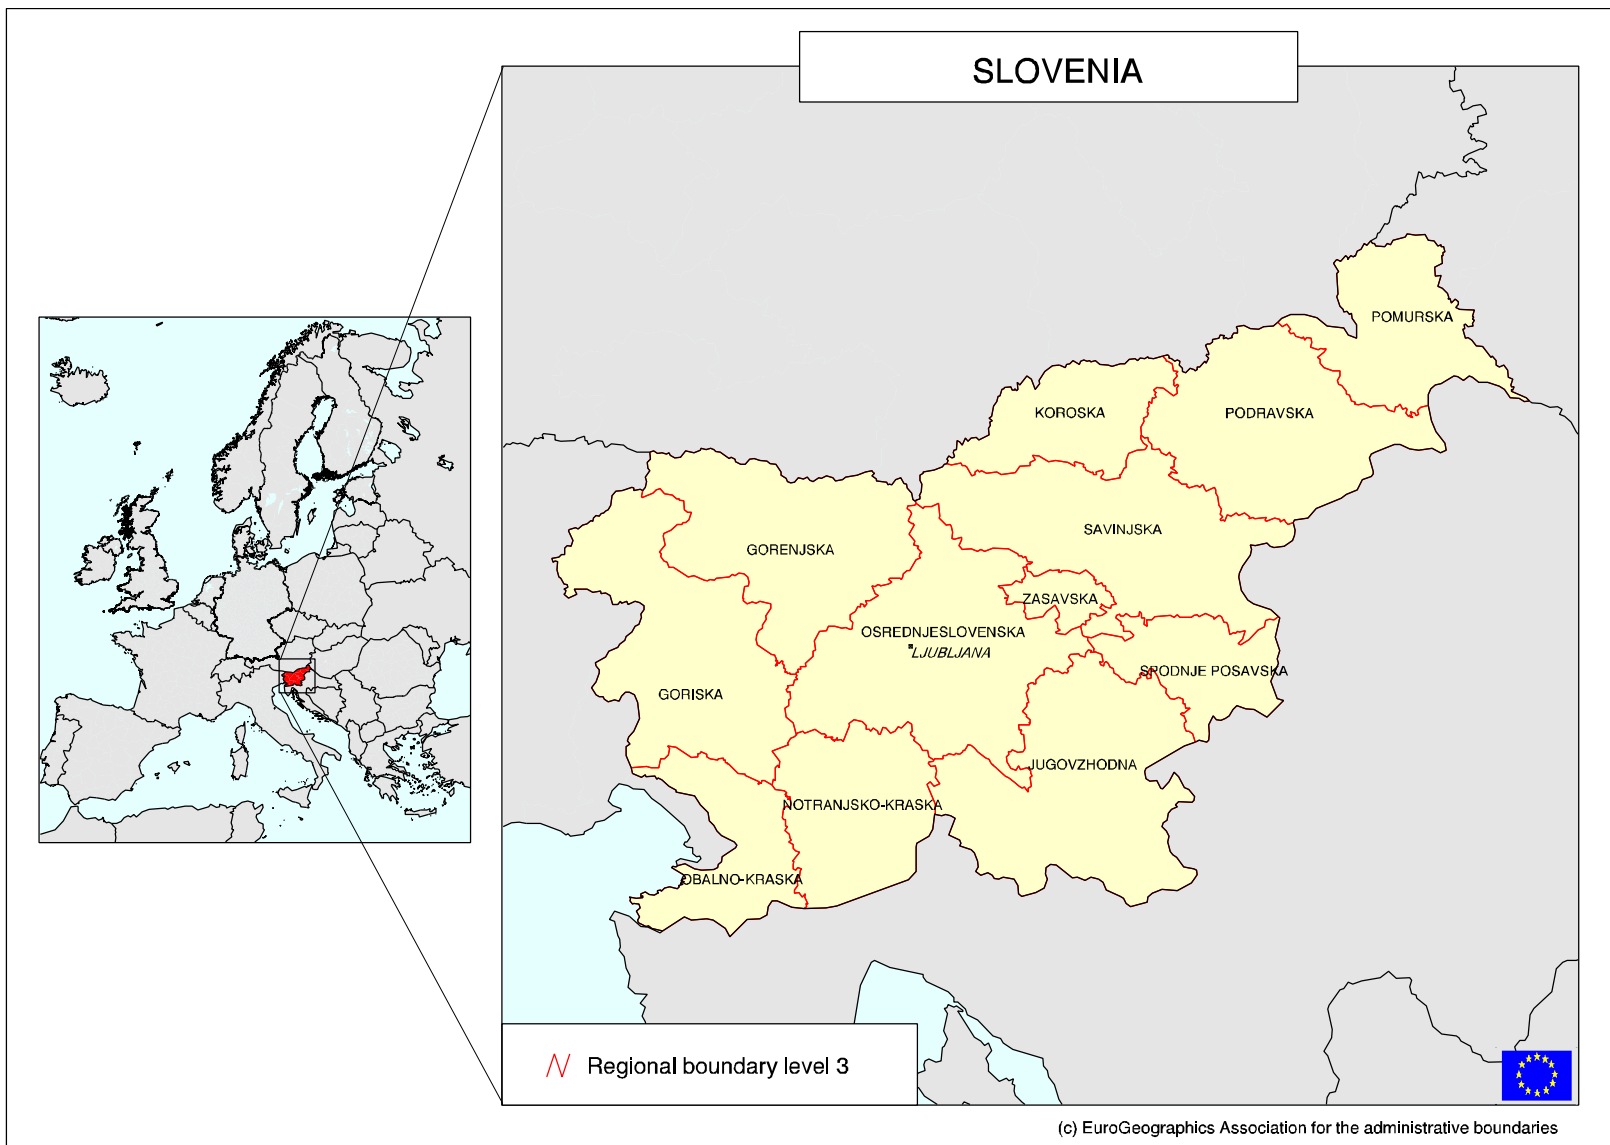 SLOVENIA
POMURSKA
KOROSKA
PODRAVSKA
SAVINJSKA
GORENJSKA
ZASAVSKA
OSREDNJESLOVENSKA
LJUBLJANA
SPODNJE POSAVSKA
GORISKA
JUGOVZHODNA
NOTRANJSKO-KRASKA
OBALNO-KRASKA
Regional boundary level 3
(c) EuroGeographics Association for the administrative boundaries